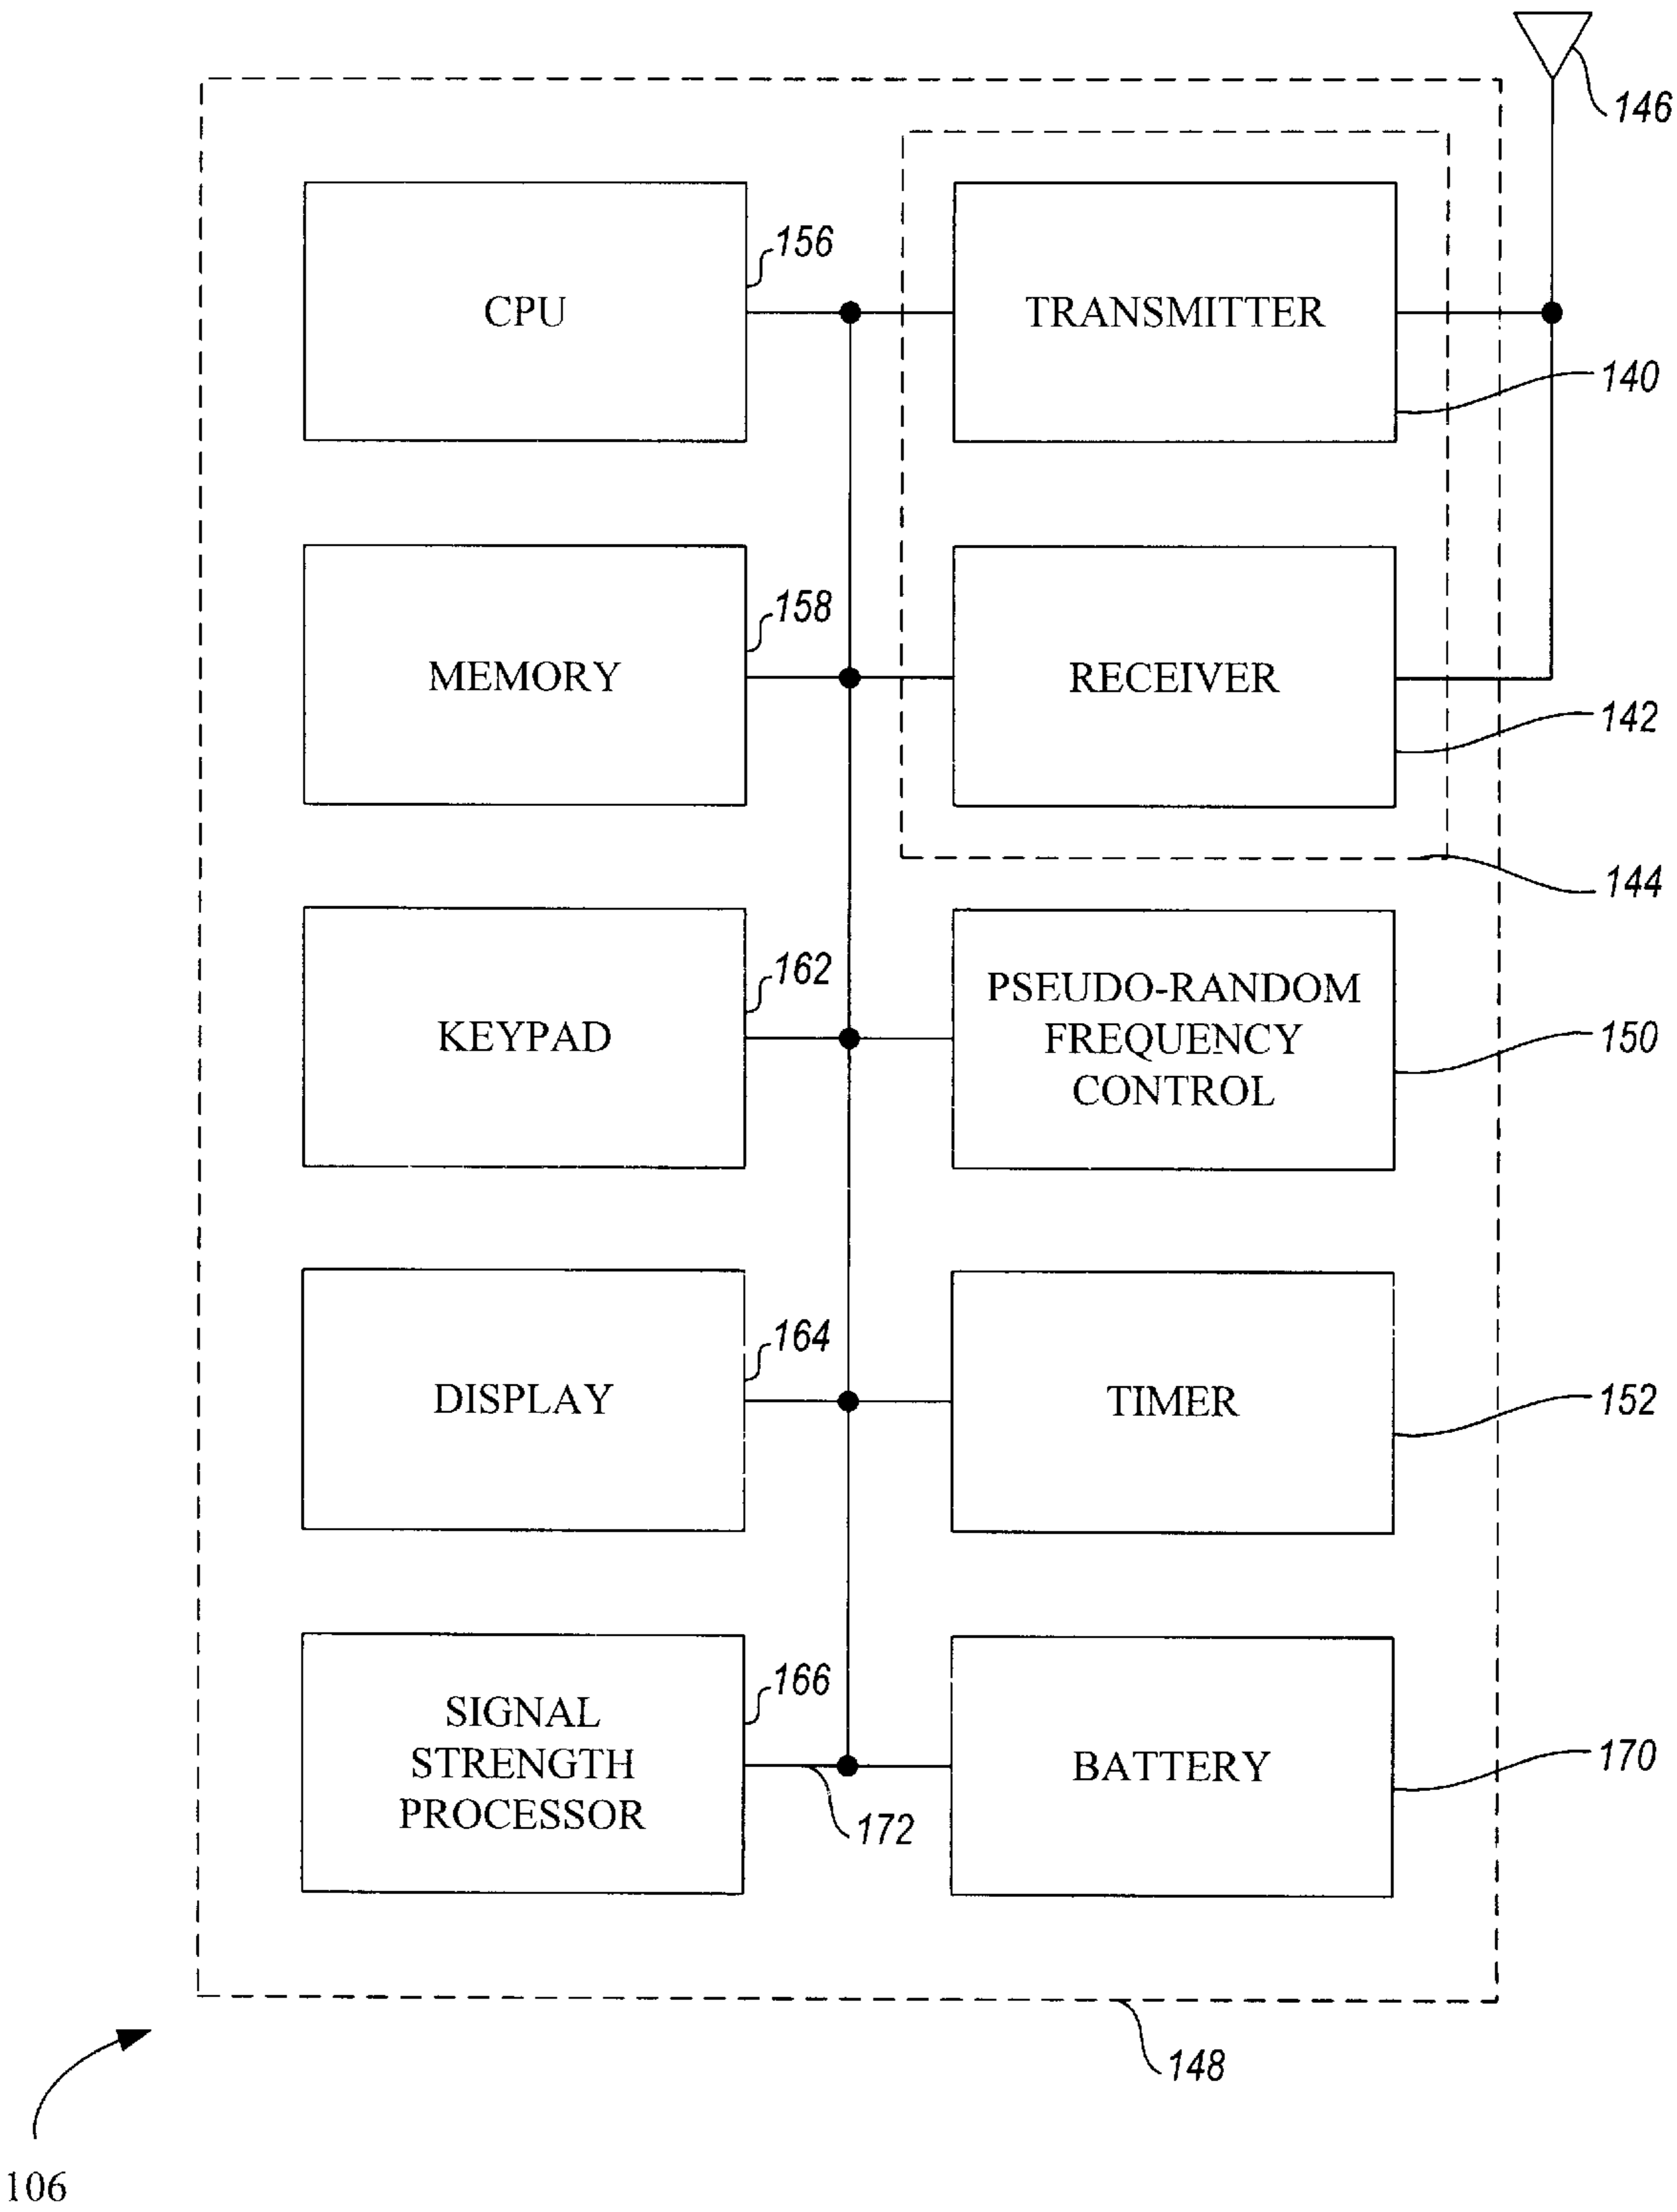 146
156
CPU
TRANSMITTER
140
158
MEMORY
RECEIVER
142
144
162
KEYPAD
PSEUDO-RANDOM
FREQUENCY
CONTROL
150
164
DISPLAY
TIMER
152
166
SIGNAL
STRENGTH
PROCESSOR
172
BATTERY
170
148
106